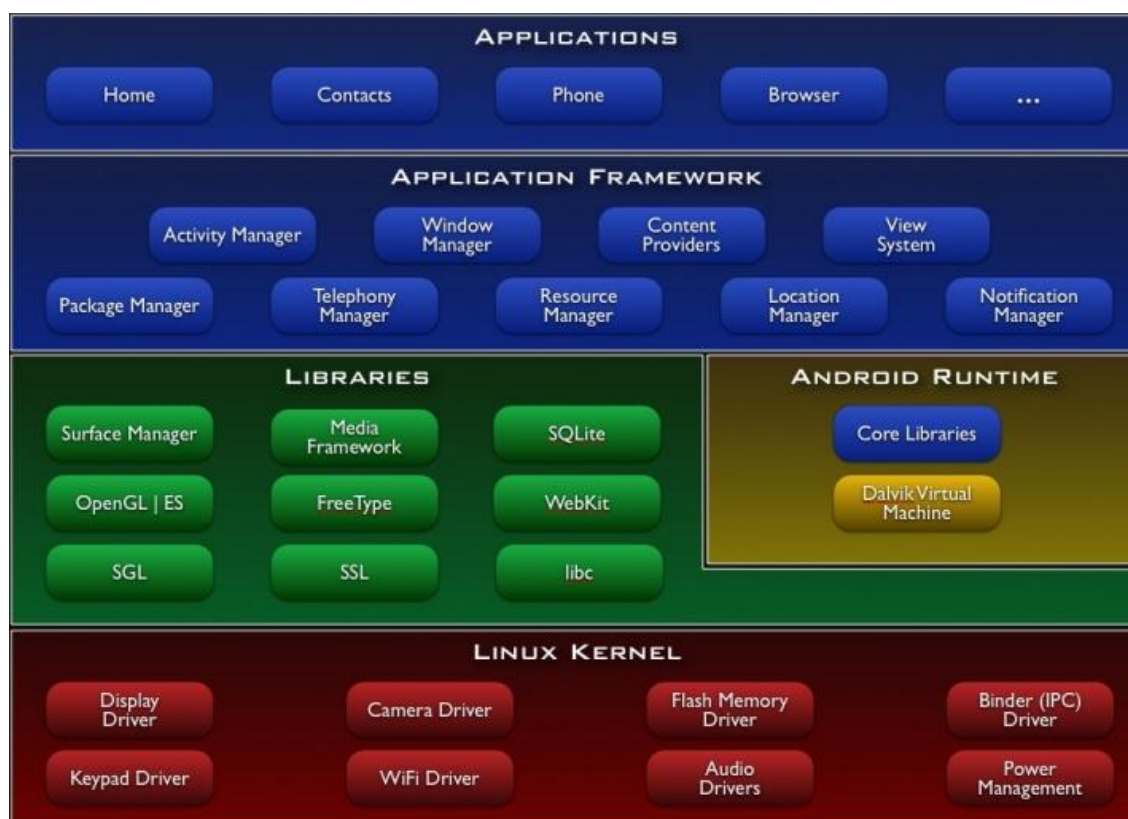 APPLICATIONS
Home
Contacts
Phone
Browser
...
APPLICATION FRAMEWORK
Activity Manager
Window
Manager
Content
Providers
View
System
Package Manager
Telephony
Manager
Resource
Manager
Location
Manager
Notification
Manager
LIBRARIES
Surface Manager
Media
Framework
SQLite
OpenGL | ES
FreeType
WebKit
SGL
SSL
libc
ANDROID RUNTIME
Core Libraries
Dalvik Virtual
Machine
LINUX KERNEL
Display
Driver
Camera Driver
Flash Memory
Driver
Binder (IPC)
Driver
Keypad Driver
WiFi Driver
Audio
Drivers
Power
Management